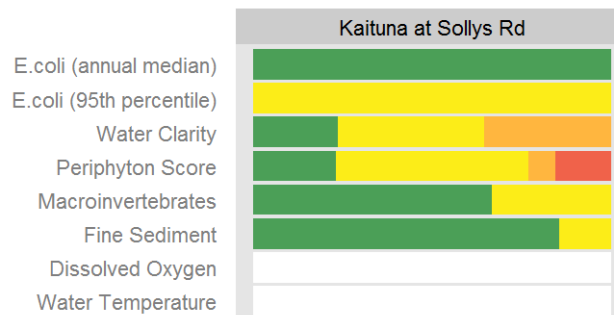 Kaituna at Sollys Rd
E.coli (annual median)
E.coli (95th percentile)
Water Clarity
Periphyton Score
Macroinvertebrates
Fine Sediment
Dissolved Oxygen
Water Temperature